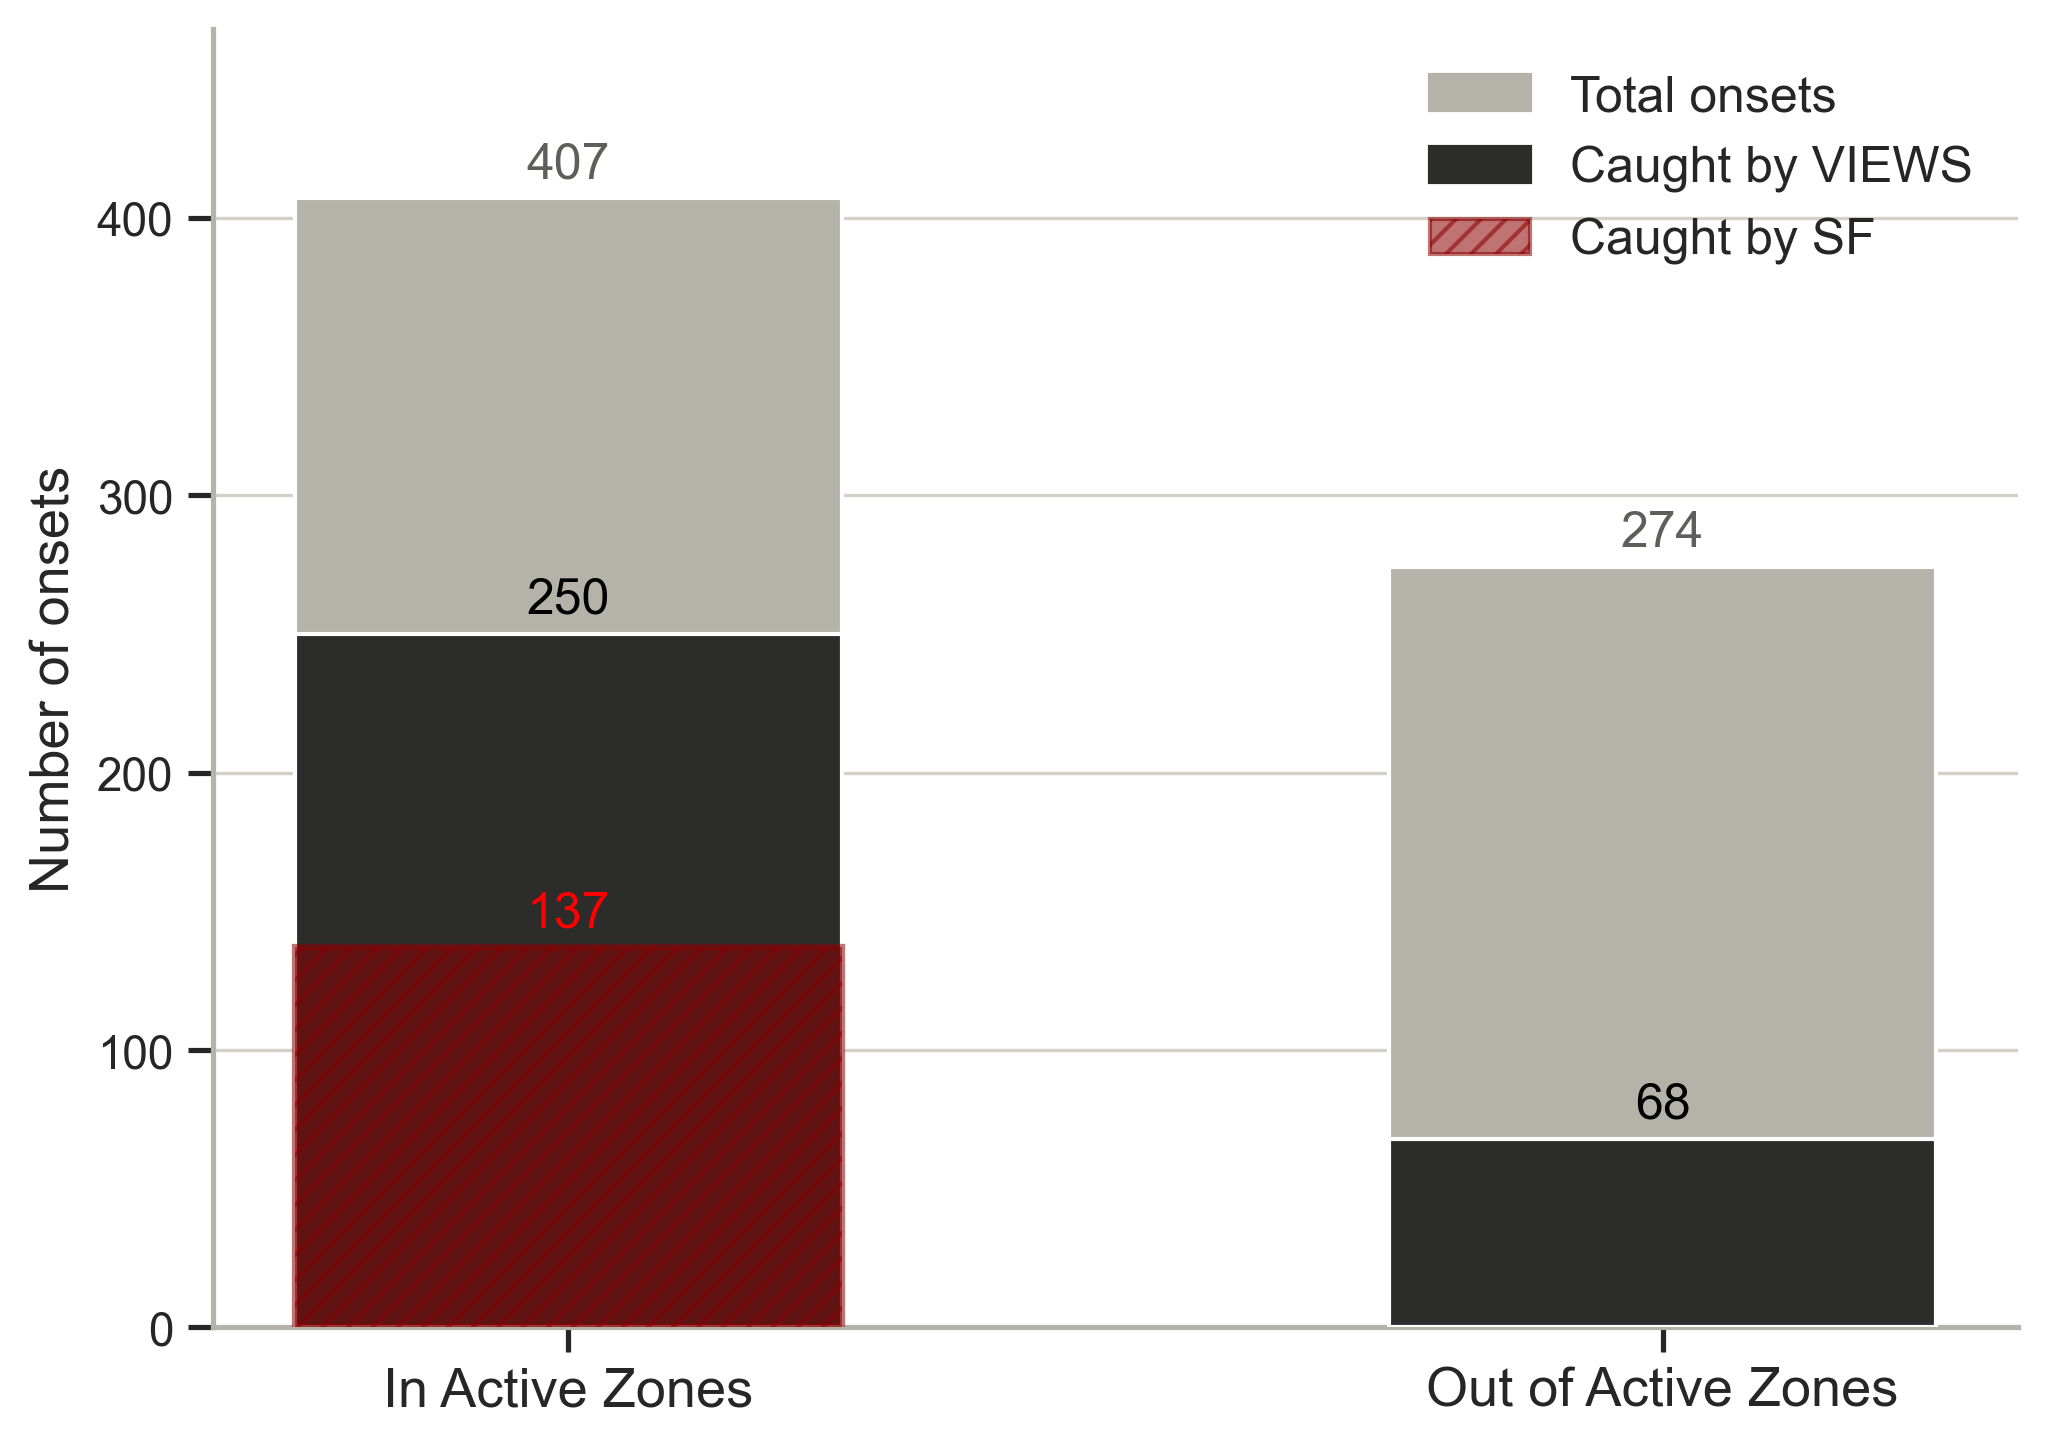 Total onsets
Caught by VIEWS
Caught by SF
Number of onsets
400
300
200
100
0
407
250
137
274
68
In Active Zones
Out of Active Zones